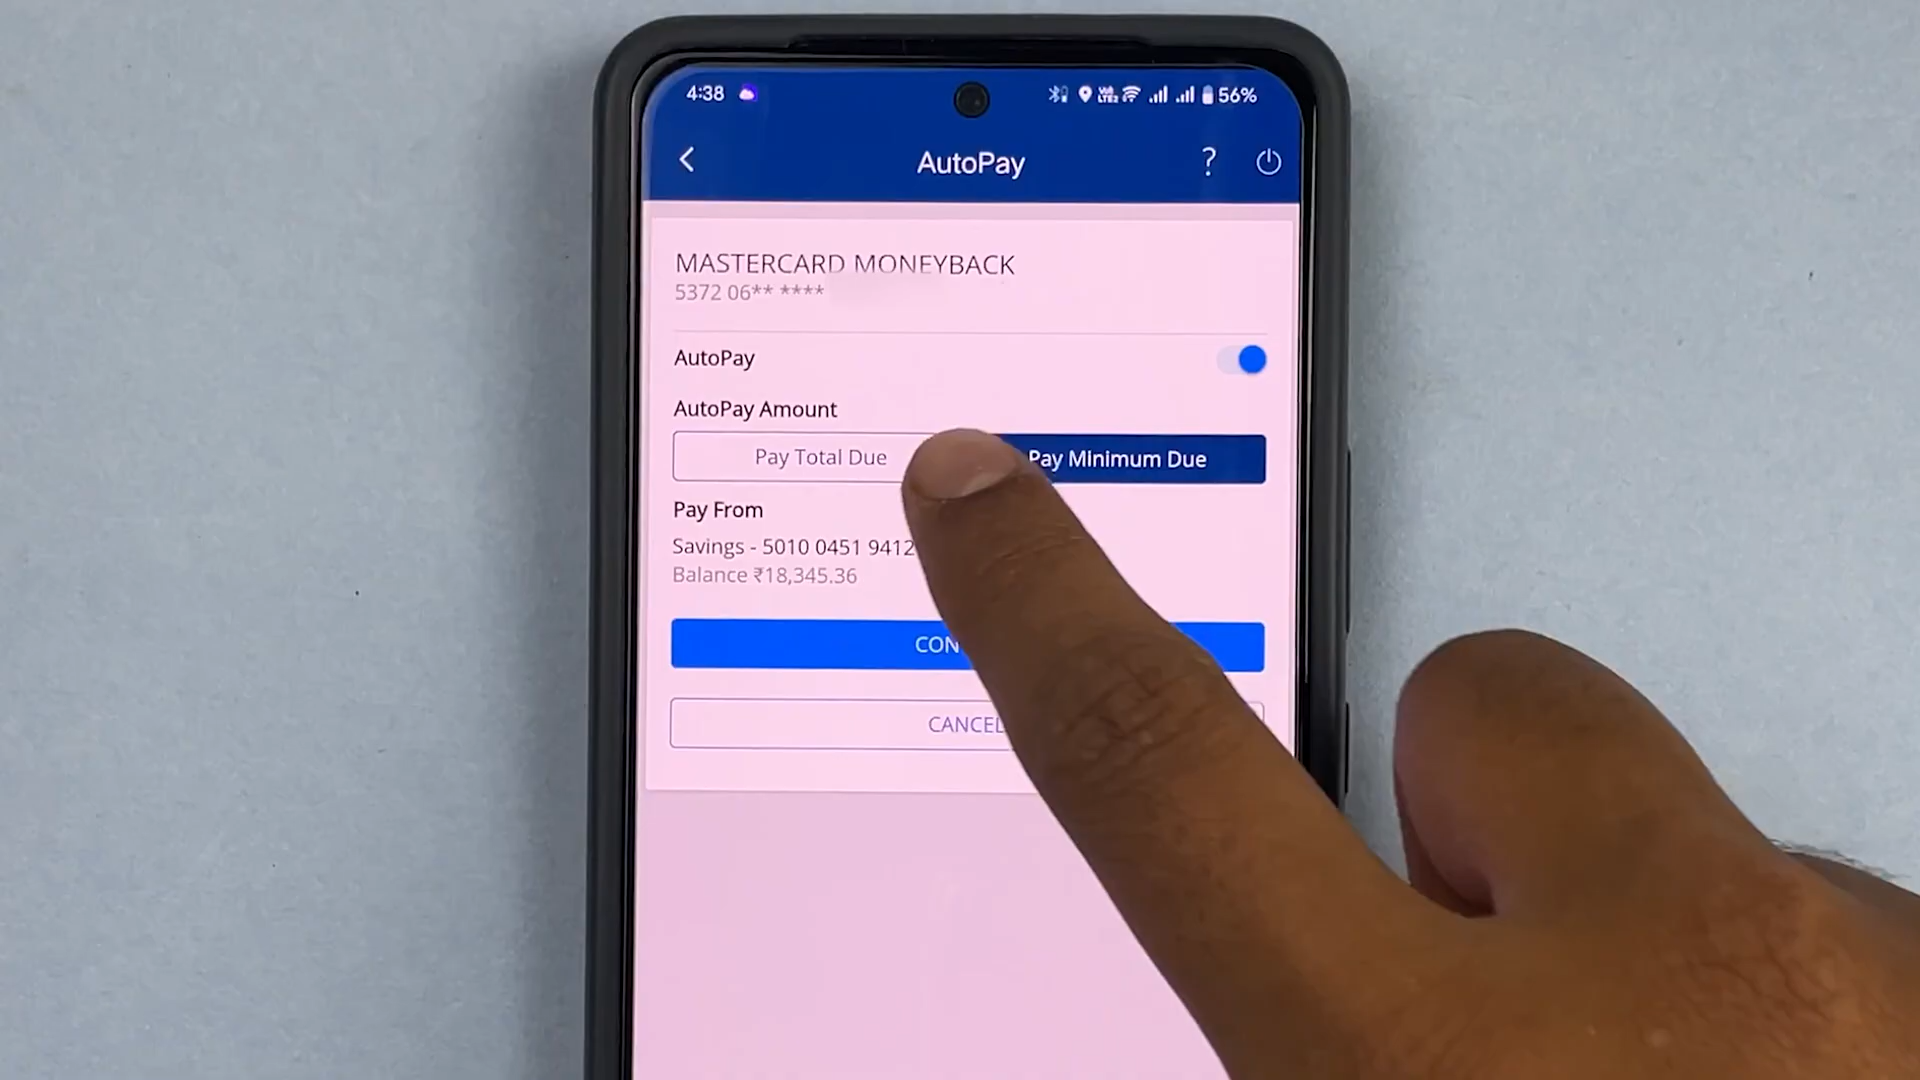 4:38 56%
AutoPay ?
MASTERCARD MONEYBACK
5372 06** ****
AutoPay
AutoPay Amount
Pay Total Due Pay Minimum Due
Pay From
Savings - 5010 0451 9412
Balance ₹18,345.36
CON
CANCEL